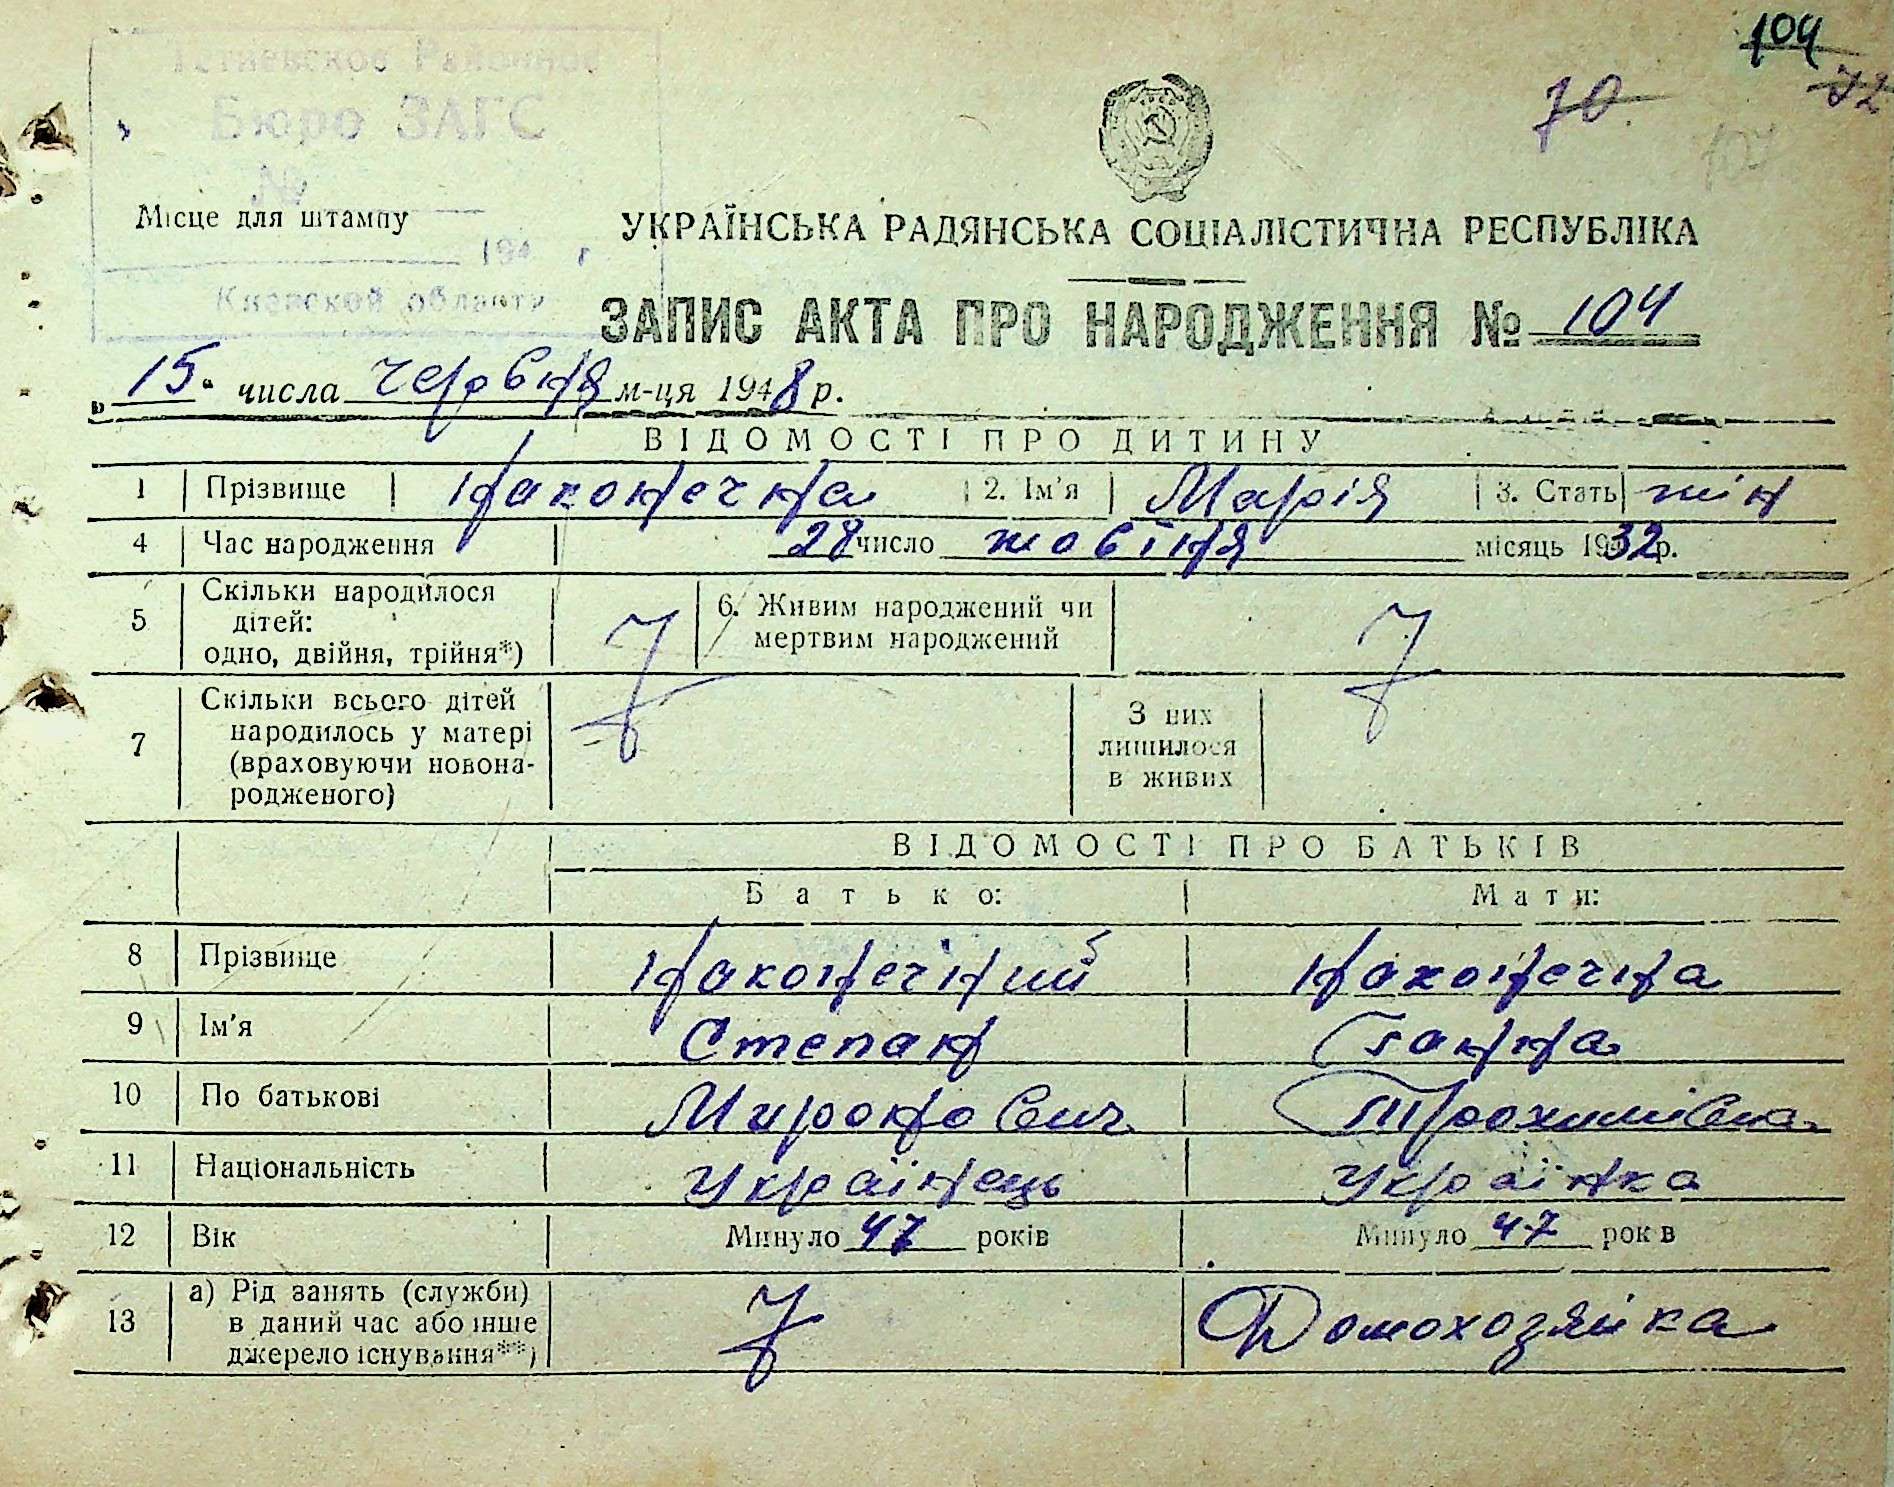 104
70 72
107
Тетиевское Районное
Бюро ЗАГС
№
Місце для штампу
194 г
Киевской области
УКРАЇНСЬКА РАДЯНСЬКА СОЦІАЛІСТИЧНА РЕСПУБЛІКА
ЗАПИС АКТА ПРО НАРОДЖЕННЯ № 104
„15“ числа червня м-ця 1948 р.
ВІДОМОСТІ ПРО ДИТИНУ
1 Прізвище Наконечна 2. Ім'я Марія 3. Стать жін
4 Час народження 28 число жовтня місяць 1932 р.
5 Скільки народилося
дітей:
одно, двійня, трійня*)
6. Живим народжений чи
мертвим народжений
7 Скільки всього дітей
народилось у матері
(враховуючи новона-
родженого)
З них
лишилося
в живих
ВІДОМОСТІ ПРО БАТЬКІВ
Батько: Мати:
8 Прізвище Наконечний Наконечна
9 Ім'я Степан Ганна
10 По батькові Миронович Трохимівна
11 Національність Українець Українка
12 Вік Минуло 47 років Минуло 47 років
13 а) Рід занять (служби)
в даний час або інше
джерело існування**)
Домохозяйка